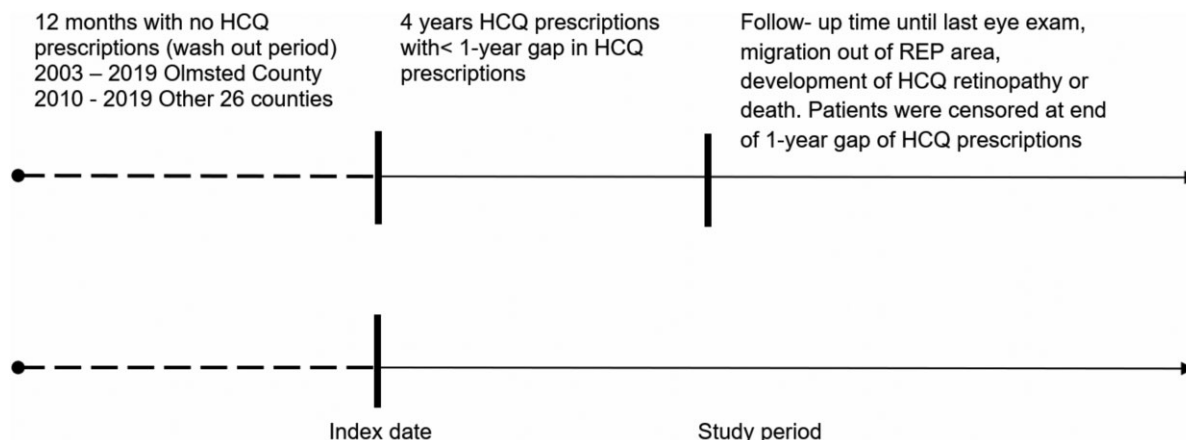 12 months with no HCQ
prescriptions (wash out period)
2003 – 2019 Olmsted County
2010 - 2019 Other 26 counties
4 years HCQ prescriptions
with< 1-year gap in HCQ
prescriptions
Follow- up time until last eye exam,
migration out of REP area,
development of HCQ retinopathy or
death. Patients were censored at end
of 1-year gap of HCQ prescriptions
Index date
Study period